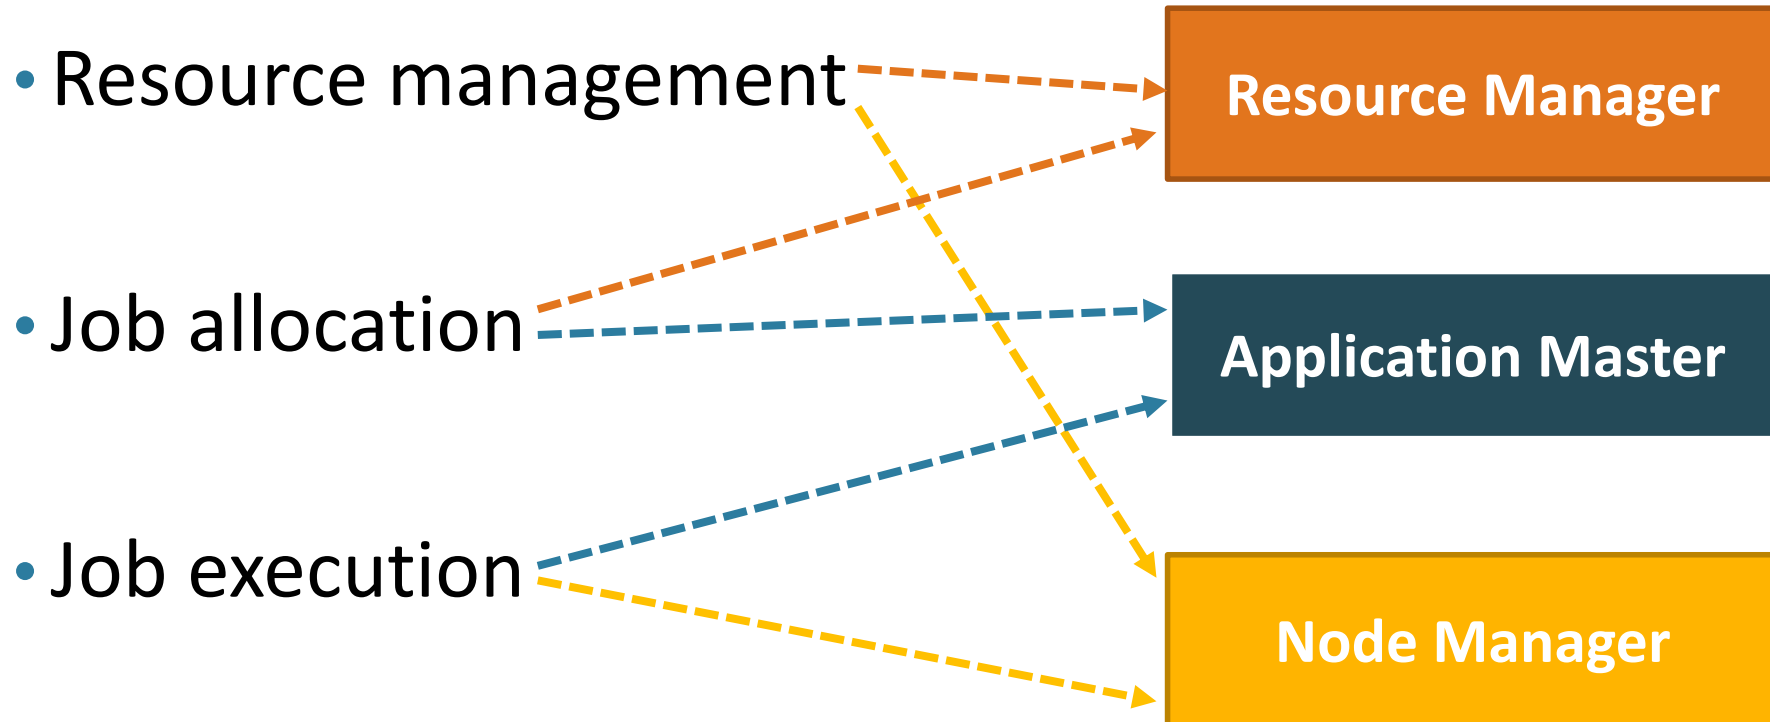 • Resource management
Resource Manager
• Job allocation
Application Master
• Job execution
Node Manager